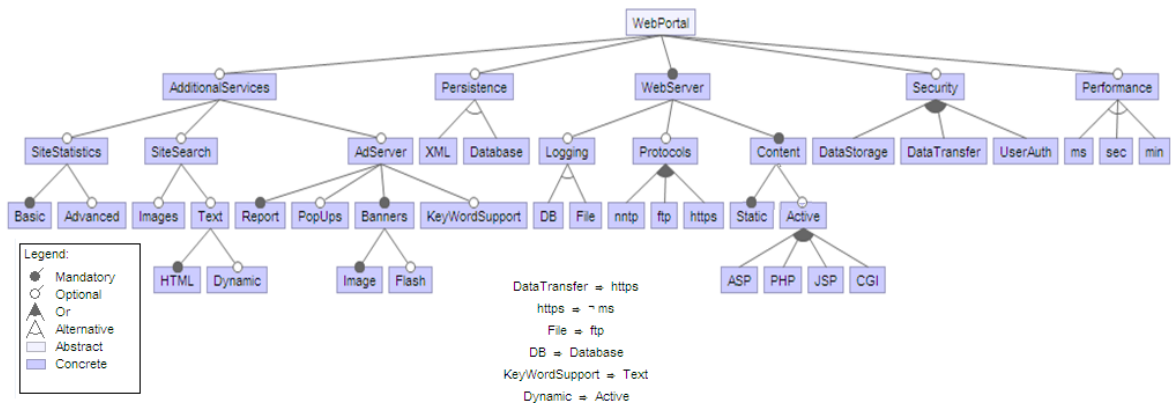 WebPortal
AdditionalServices Persistence WebServer Security Performance
SiteStatistics SiteSearch AdServer XML Database Logging Protocols Content DataStorage DataTransfer UserAuth ms sec min
Basic Advanced Images Text Report PopUps Banners KeyWordSupport DB File nntp ftp https Static Active
HTML Dynamic Image Flash ASP PHP JSP CGI
Legend:
Mandatory
Optional
Or
Alternative
Abstract
Concrete
DataTransfer ⇒ https
https ⇒ ¬ ms
File ⇒ ftp
DB ⇒ Database
KeyWordSupport ⇒ Text
Dynamic ⇒ Active